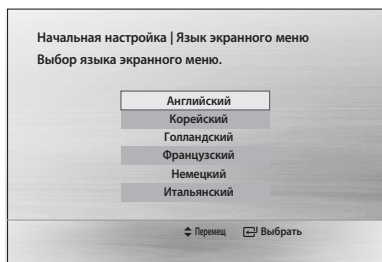 Начальная настройка | Язык экранного меню
Выбор языка экранного меню.
Английский
Корейский
Голландский
Французский
Немецкий
Итальянский
Перемещ Выбрать